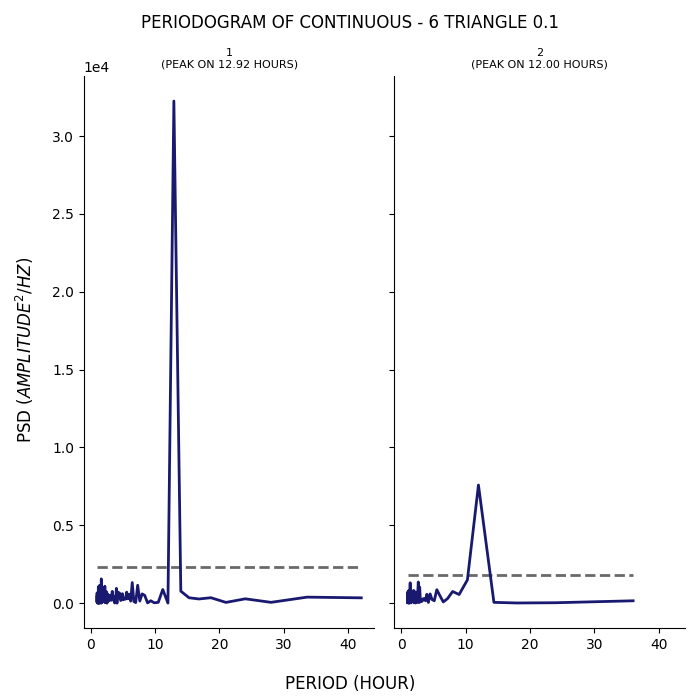 PERIODOGRAM OF CONTINUOUS - 6 TRIANGLE 0.1
1
(PEAK ON 12.92 HOURS)
2
(PEAK ON 12.00 HOURS)
1e4
3.0
2.5
2.0
1.5
1.0
0.5
0.0
PSD (AMPLITUDE²/HZ)
0 10 20 30 40
0 10 20 30 40
PERIOD (HOUR)